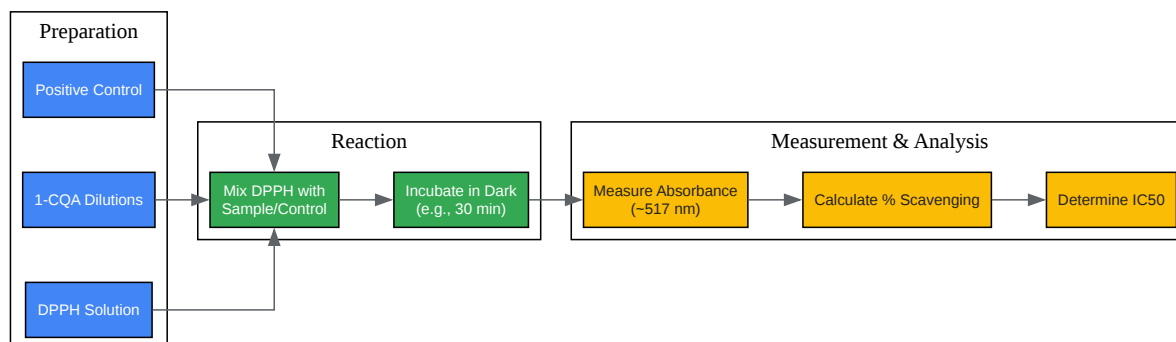 Preparation
Positive Control
1-CQA Dilutions
DPPH Solution
Reaction
Mix DPPH with
Sample/Control
Incubate in Dark
(e.g., 30 min)
Measurement & Analysis
Measure Absorbance
(~517 nm)
Calculate % Scavenging
Determine IC50